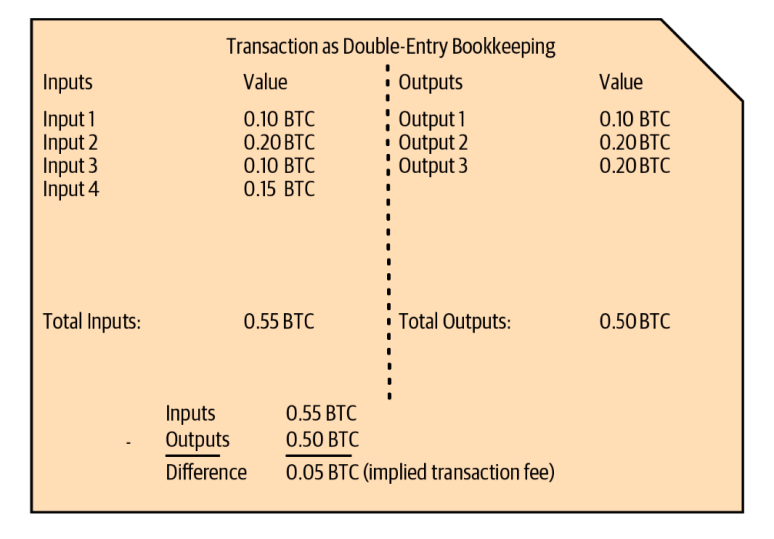 Transaction as Double-Entry Bookkeeping
Inputs Value Outputs Value
Input 1 0.10 BTC Output 1 0.10 BTC
Input 2 0.20 BTC Output 2 0.20 BTC
Input 3 0.10 BTC Output 3 0.20 BTC
Input 4 0.15 BTC
Total Inputs: 0.55 BTC Total Outputs: 0.50 BTC
Inputs 0.55 BTC
- Outputs 0.50 BTC
Difference 0.05 BTC (implied transaction fee)